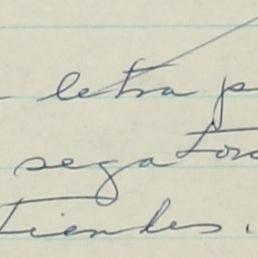 letra p
segato
tiendes.